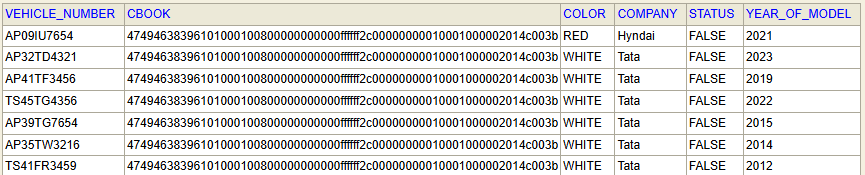 VEHICLE_NUMBER CBOOK COLOR COMPANY STATUS YEAR_OF_MODEL
AP09IU7654 47494638396101000100800000000000ffffff2c00000000010001000002014c003b RED Hyndai FALSE 2021
AP32TD4321 47494638396101000100800000000000ffffff2c00000000010001000002014c003b WHITE Tata FALSE 2023
AP41TF3456 47494638396101000100800000000000ffffff2c00000000010001000002014c003b WHITE Tata FALSE 2019
TS45TG4356 47494638396101000100800000000000ffffff2c00000000010001000002014c003b WHITE Tata FALSE 2022
AP39TG7654 47494638396101000100800000000000ffffff2c00000000010001000002014c003b WHITE Tata FALSE 2015
AP35TW3216 47494638396101000100800000000000ffffff2c00000000010001000002014c003b WHITE Tata FALSE 2014
TS41FR3459 47494638396101000100800000000000ffffff2c00000000010001000002014c003b WHITE Tata FALSE 2012